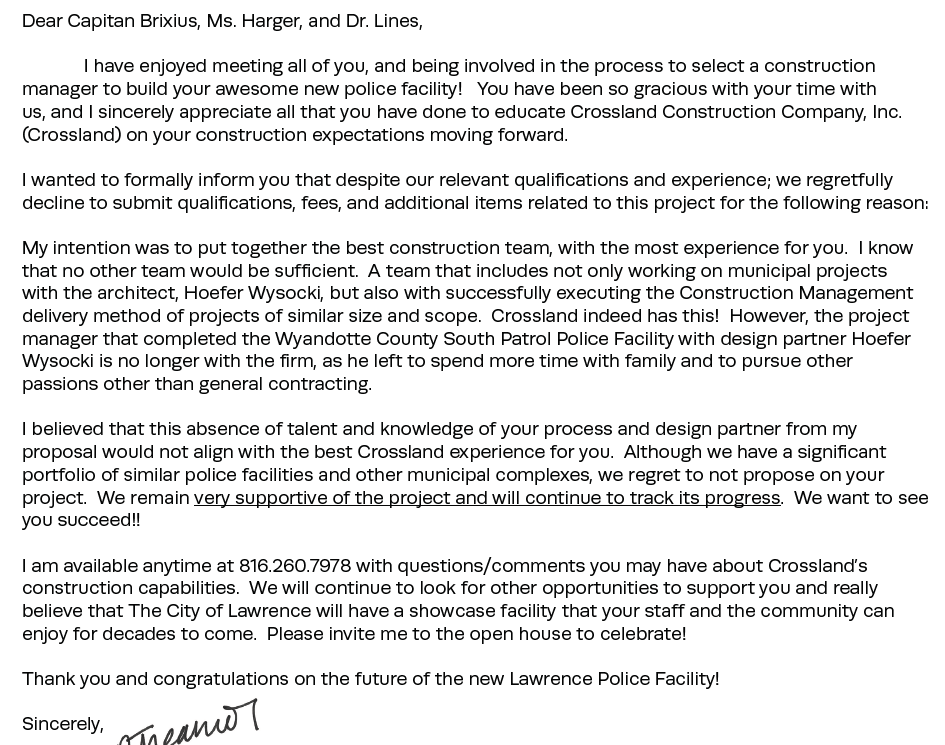 Dear Capitan Brixius, Ms. Harger, and Dr. Lines,
I have enjoyed meeting all of you, and being involved in the process to select a construction
manager to build your awesome new police facility!   You have been so gracious with your time with
us, and I sincerely appreciate all that you have done to educate Crossland Construction Company, Inc.
(Crossland) on your construction expectations moving forward.
I wanted to formally inform you that despite our relevant qualifications and experience; we regretfully
decline to submit qualifications, fees, and additional items related to this project for the following reason:
My intention was to put together the best construction team, with the most experience for you.  I know
that no other team would be sufficient.  A team that includes not only working on municipal projects
with the architect, Hoefer Wysocki, but also with successfully executing the Construction Management
delivery method of projects of similar size and scope.  Crossland indeed has this!  However, the project
manager that completed the Wyandotte County South Patrol Police Facility with design partner Hoefer
Wysocki is no longer with the firm, as he left to spend more time with family and to pursue other
passions other than general contracting.
I believed that this absence of talent and knowledge of your process and design partner from my
proposal would not align with the best Crossland experience for you.  Although we have a significant
portfolio of similar police facilities and other municipal complexes, we regret to not propose on your
project.  We remain very supportive of the project and will continue to track its progress.  We want to see
you succeed!!
I am available anytime at 816.260.7978 with questions/comments you may have about Crossland's
construction capabilities.  We will continue to look for other opportunities to support you and really
believe that The City of Lawrence will have a showcase facility that your staff and the community can
enjoy for decades to come.  Please invite me to the open house to celebrate!
Thank you and congratulations on the future of the new Lawrence Police Facility!
Sincerely,